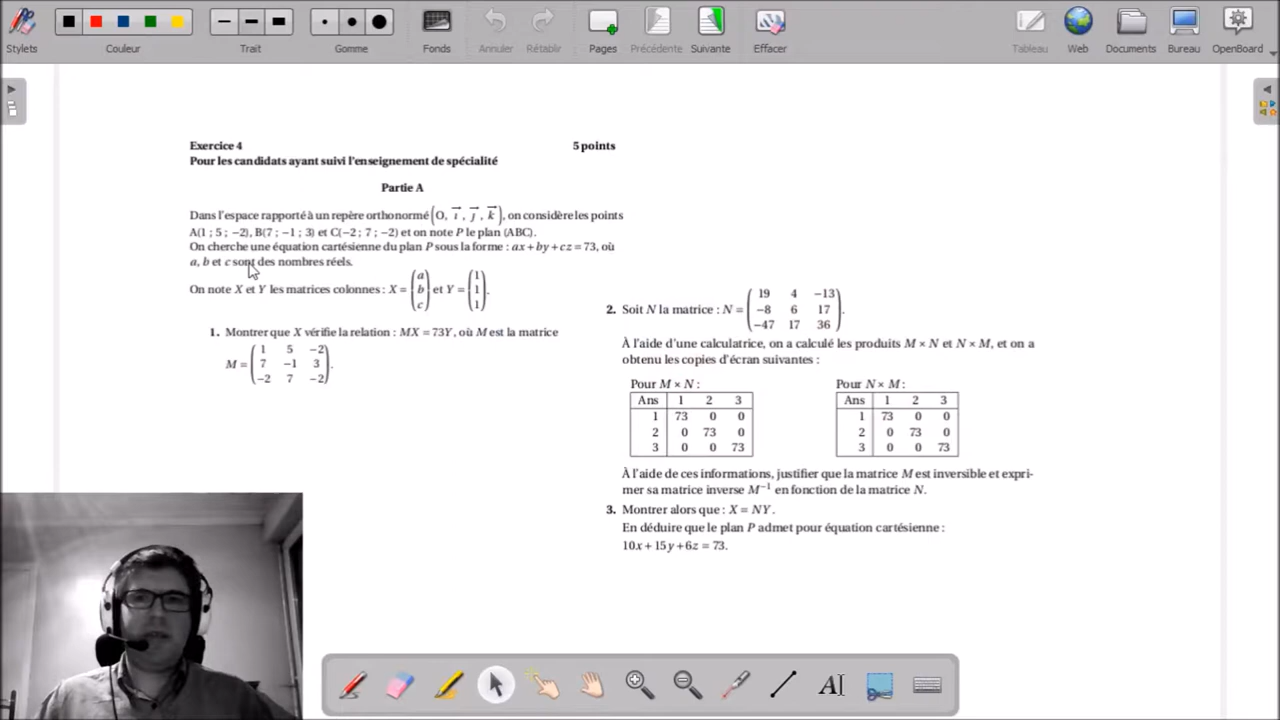 Stylets Couleur Trait Gomme Fonds Annuler Rétablir Pages Précédente Suivante Effacer Tableau Web Documents Bureau OpenBoard
Exercice 4 5 points
Pour les candidats ayant suivi l'enseignement de spécialité
Partie A
Dans l'espace rapporté à un repère orthonormé (O, i⃗, j⃗, k⃗), on considère les points
A(1 ; 5 ; −2), B(7 ; −1 ; 3) et C(−2 ; 7 ; −2) et on note P le plan (ABC).
On cherche une équation cartésienne du plan P sous la forme : ax + by + cz = 73, où
a, b et c sont des nombres réels.
On note X et Y les matrices colonnes : X = (a b c) et Y = (1 1 1).
1. Montrer que X vérifie la relation : MX = 73Y, où M est la matrice
M = (1 5 −2
7 −1 3
−2 7 −2).
2. Soit N la matrice : N = (19 4 −13
−8 6 17
−47 17 36).
À l'aide d'une calculatrice, on a calculé les produits M × N et N × M, et on a
obtenu les copies d'écran suivantes :
Pour M × N :
Ans 1 2 3
1 73 0 0
2 0 73 0
3 0 0 73
Pour N × M :
Ans 1 2 3
1 73 0 0
2 0 73 0
3 0 0 73
À l'aide de ces informations, justifier que la matrice M est inversible et expri-
mer sa matrice inverse M⁻¹ en fonction de la matrice N.
3. Montrer alors que : X = NY.
En déduire que le plan P admet pour équation cartésienne :
10x + 15y + 6z = 73.
AI